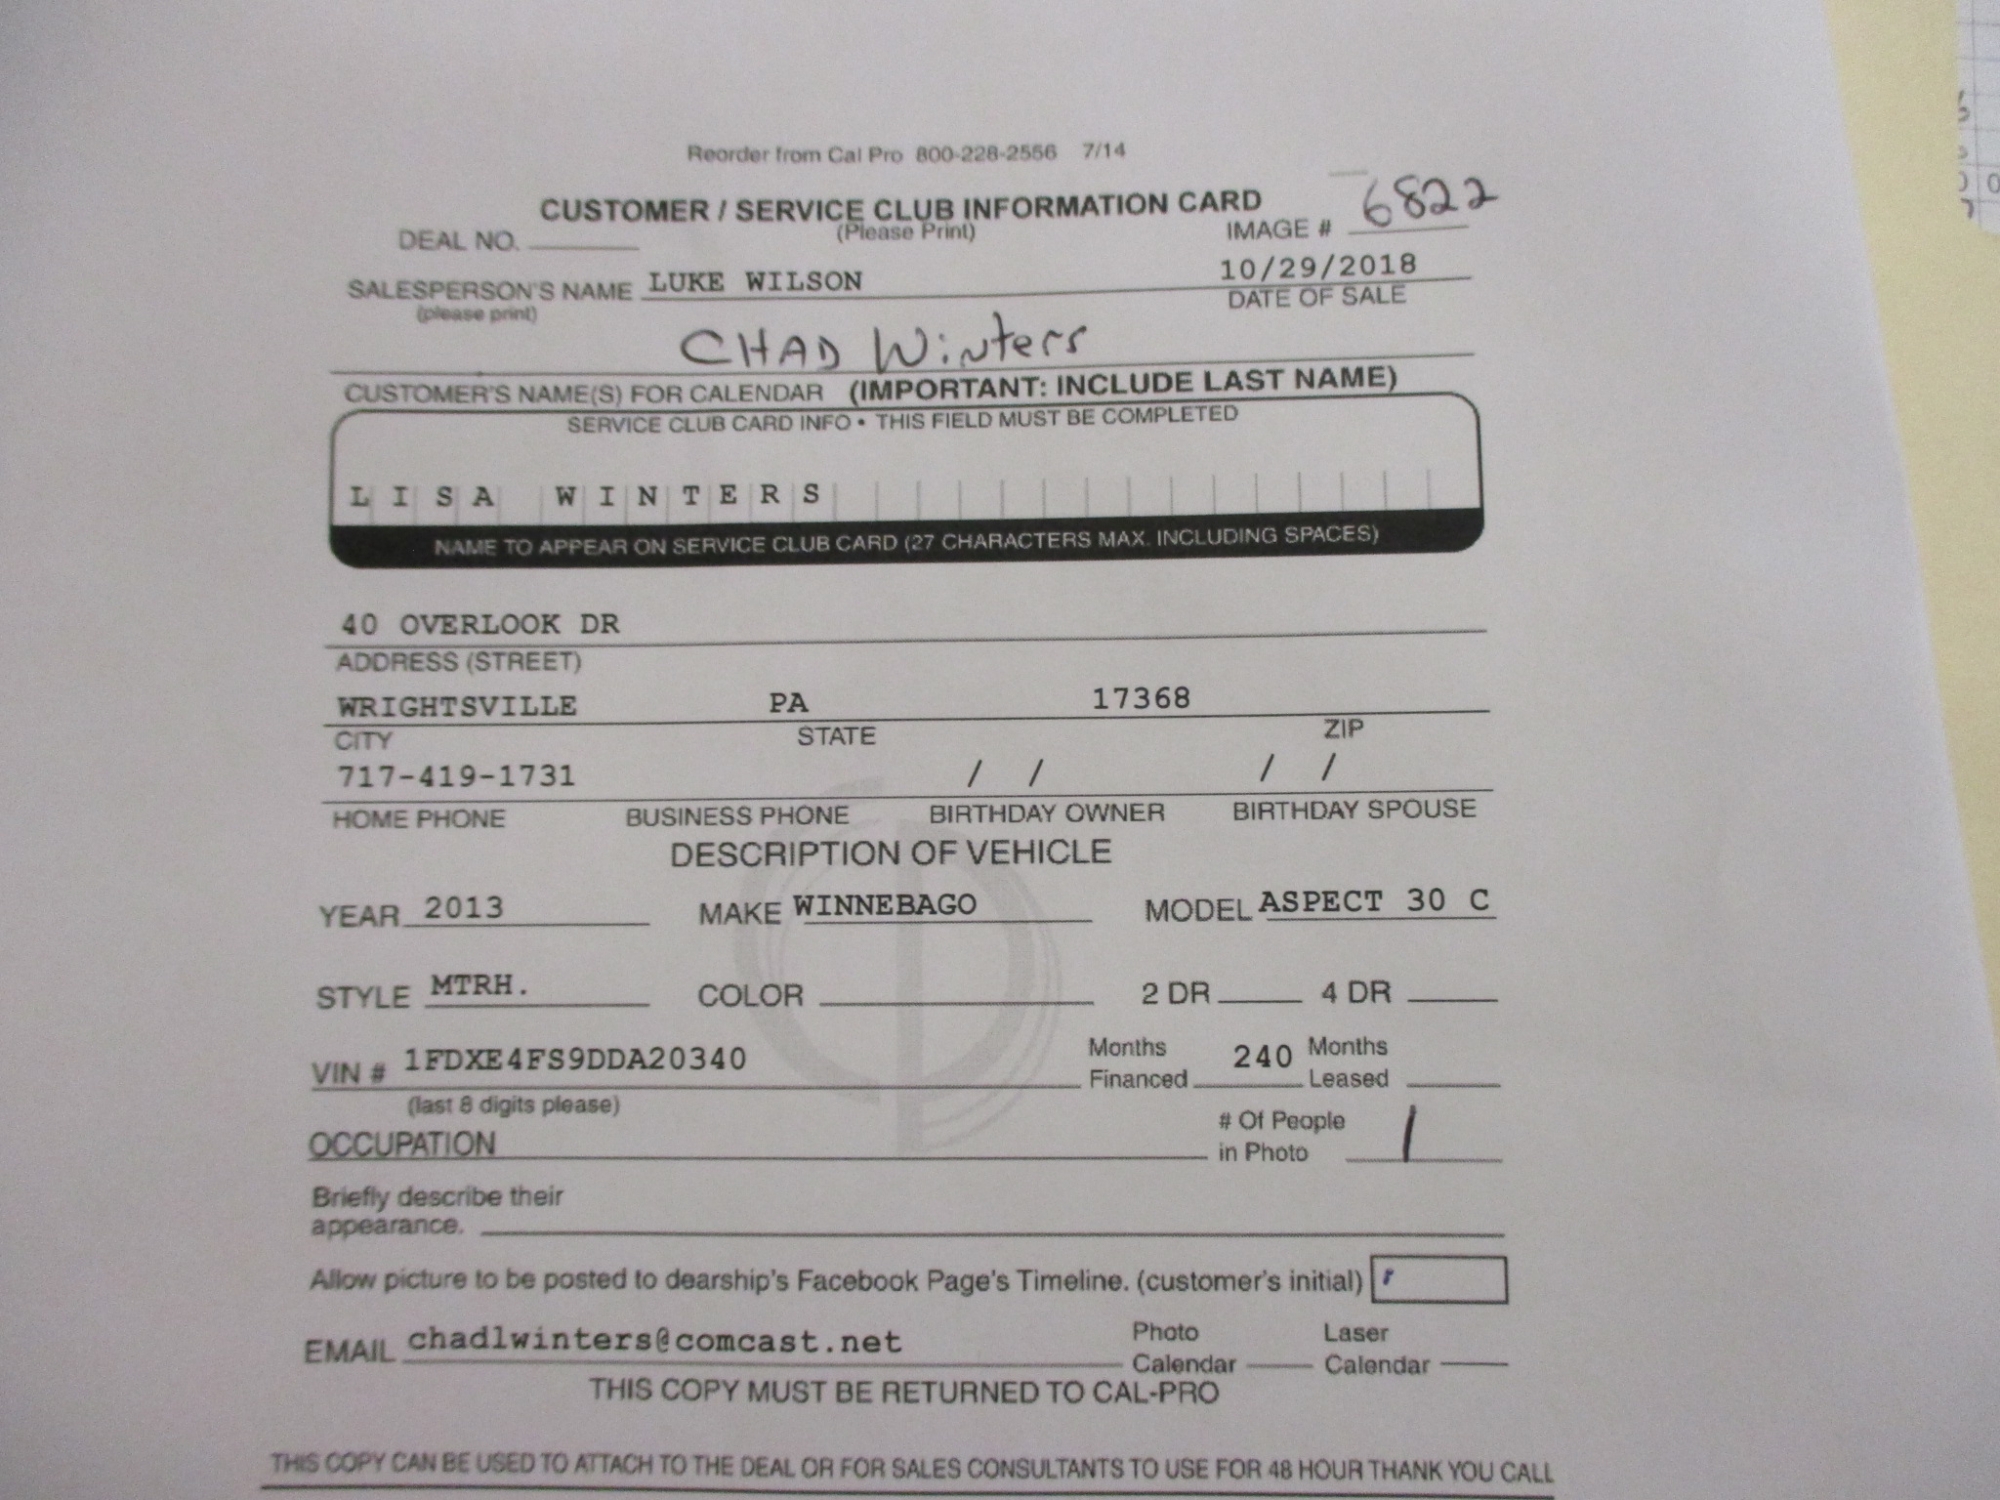 Reorder from Cal Pro 800-228-2556 7/14
CUSTOMER / SERVICE CLUB INFORMATION CARD
(Please Print)
DEAL NO.
IMAGE # 6822
SALESPERSON'S NAME LUKE WILSON
(please print)
10/29/2018
DATE OF SALE
CHAD Winters
CUSTOMER'S NAME(S) FOR CALENDAR (IMPORTANT: INCLUDE LAST NAME)
SERVICE CLUB CARD INFO • THIS FIELD MUST BE COMPLETED
LISA WINTERS
NAME TO APPEAR ON SERVICE CLUB CARD (27 CHARACTERS MAX. INCLUDING SPACES)
40 OVERLOOK DR
ADDRESS (STREET)
WRIGHTSVILLE PA 17368
CITY STATE ZIP
717-419-1731 / / / /
HOME PHONE BUSINESS PHONE BIRTHDAY OWNER BIRTHDAY SPOUSE
DESCRIPTION OF VEHICLE
YEAR 2013 MAKE WINNEBAGO MODEL ASPECT 30 C
STYLE MTRH. COLOR 2 DR 4 DR
VIN # 1FDXE4FS9DDA20340
(last 8 digits please)
Months Financed 240 Months Leased
OCCUPATION
# Of People in Photo 1
Briefly describe their
appearance.
Allow picture to be posted to dearship's Facebook Page's Timeline. (customer's initial)
EMAIL chadlwinters@comcast.net
Photo Calendar Laser Calendar
THIS COPY MUST BE RETURNED TO CAL-PRO
THIS COPY CAN BE USED TO ATTACH TO THE DEAL OR FOR SALES CONSULTANTS TO USE FOR 48 HOUR THANK YOU CALL